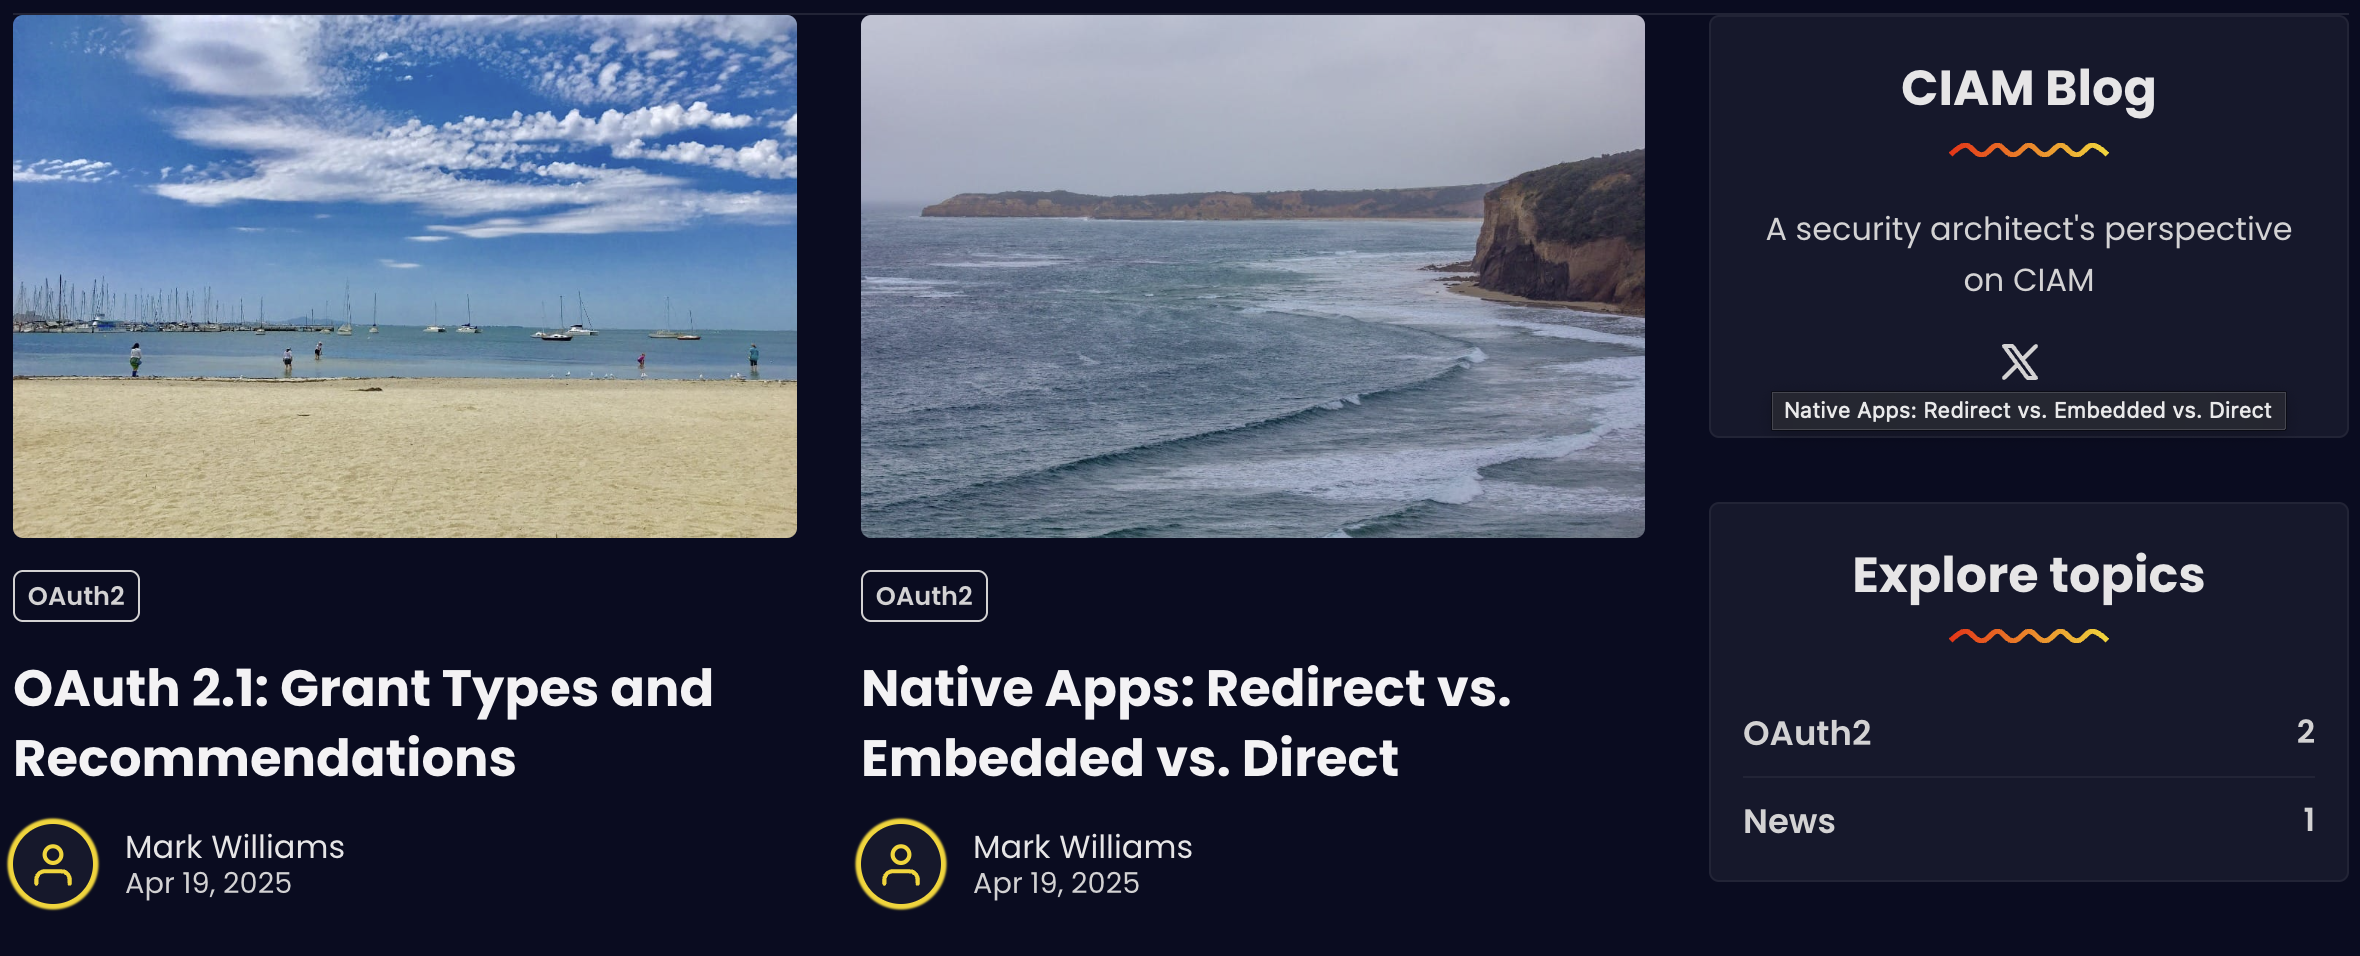 OAuth2
OAuth 2.1: Grant Types and
Recommendations
Mark Williams
Apr 19, 2025
OAuth2
Native Apps: Redirect vs.
Embedded vs. Direct
Mark Williams
Apr 19, 2025
CIAM Blog
A security architect's perspective
on CIAM
Native Apps: Redirect vs. Embedded vs. Direct
Explore topics
OAuth2 2
News 1